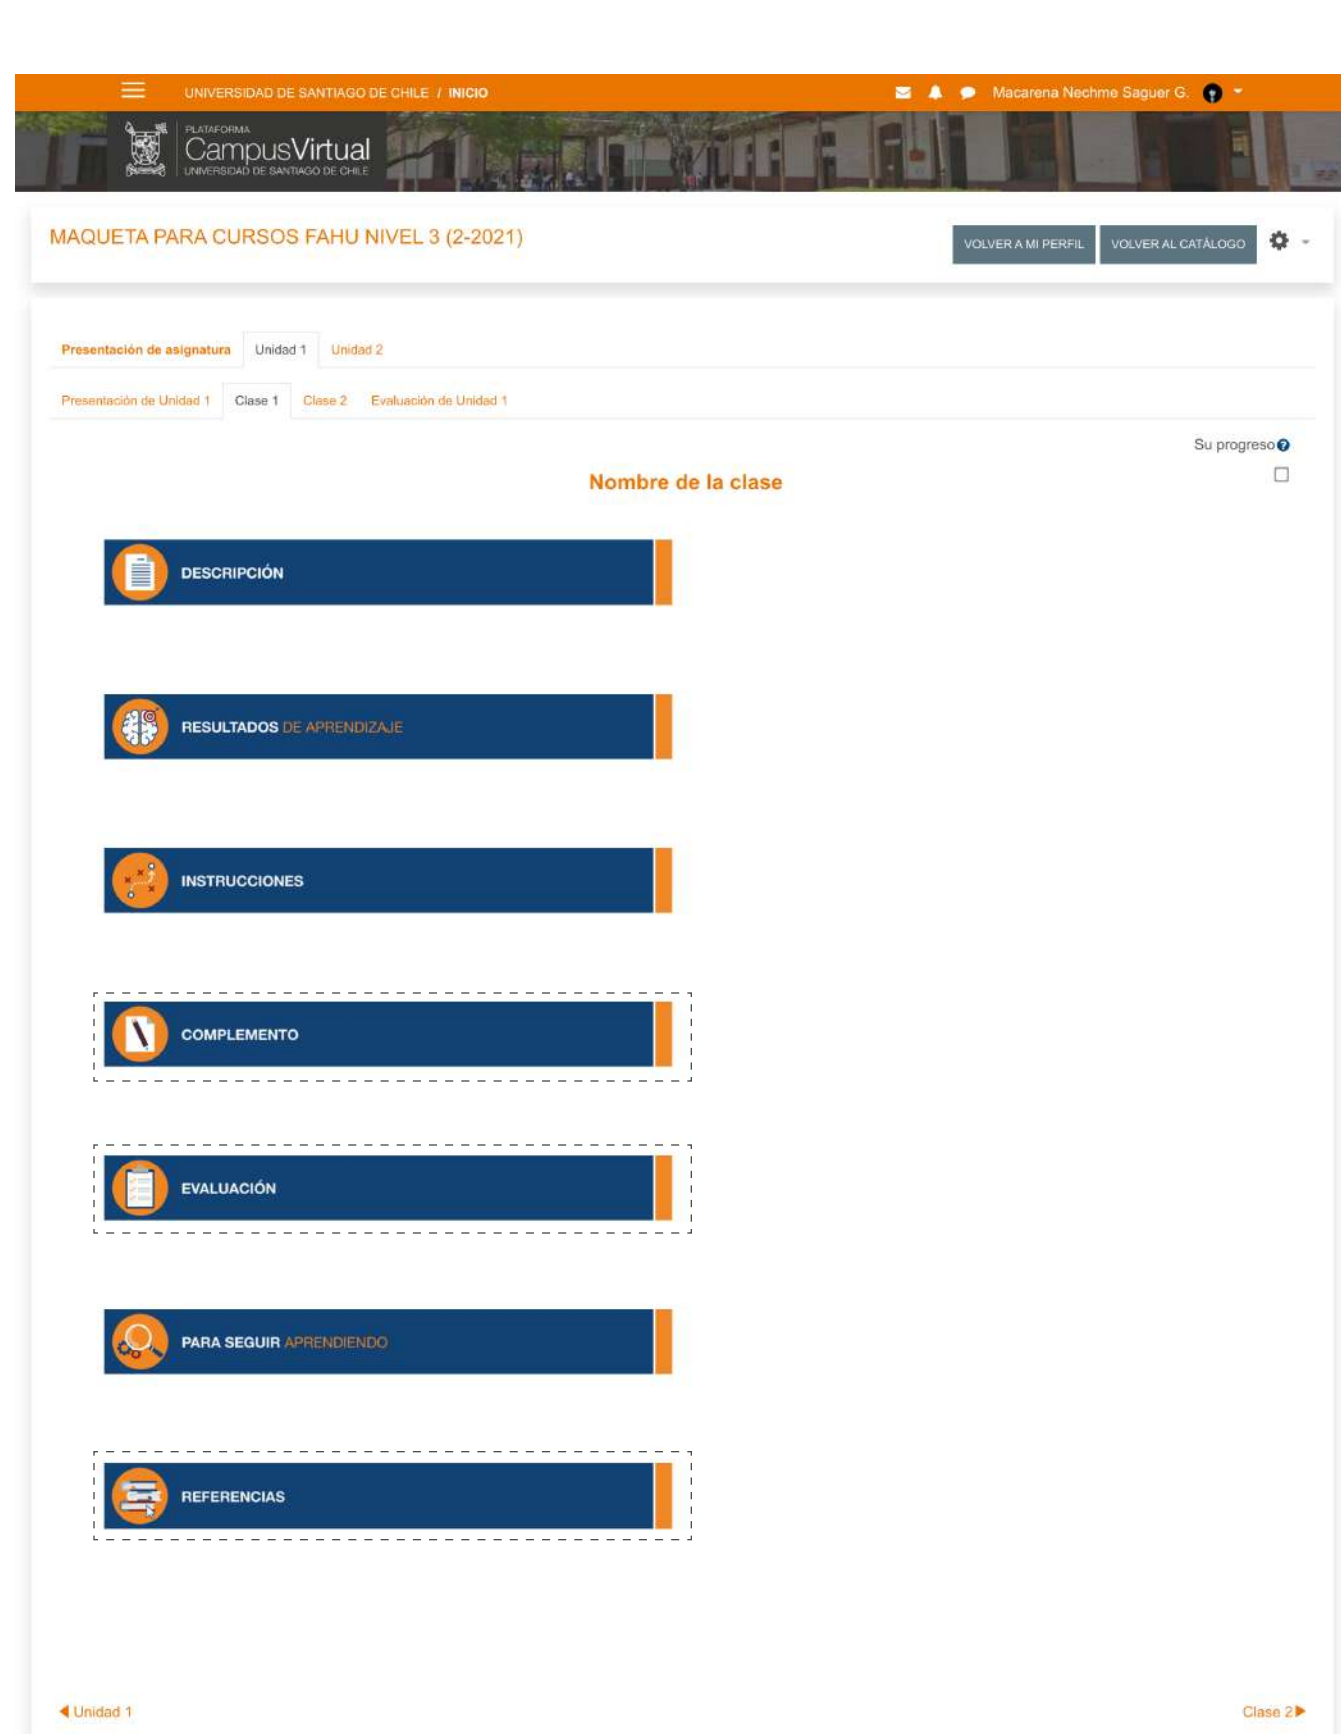 UNIVERSIDAD DE SANTIAGO DE CHILE / INICIO
Macarena Nechme Saguer G.
PLATAFORMA
CampusVirtual
UNIVERSIDAD DE SANTIAGO DE CHILE
MAQUETA PARA CURSOS FAHU NIVEL 3 (2-2021)
VOLVER A MI PERFIL
VOLVER AL CATÁLOGO
Presentación de asignatura Unidad 1 Unidad 2
Presentación de Unidad 1 Clase 1 Clase 2 Evaluación de Unidad 1
Su progreso
Nombre de la clase
DESCRIPCIÓN
RESULTADOS DE APRENDIZAJE
INSTRUCCIONES
COMPLEMENTO
EVALUACIÓN
PARA SEGUIR APRENDIENDO
REFERENCIAS
Unidad 1
Clase 2